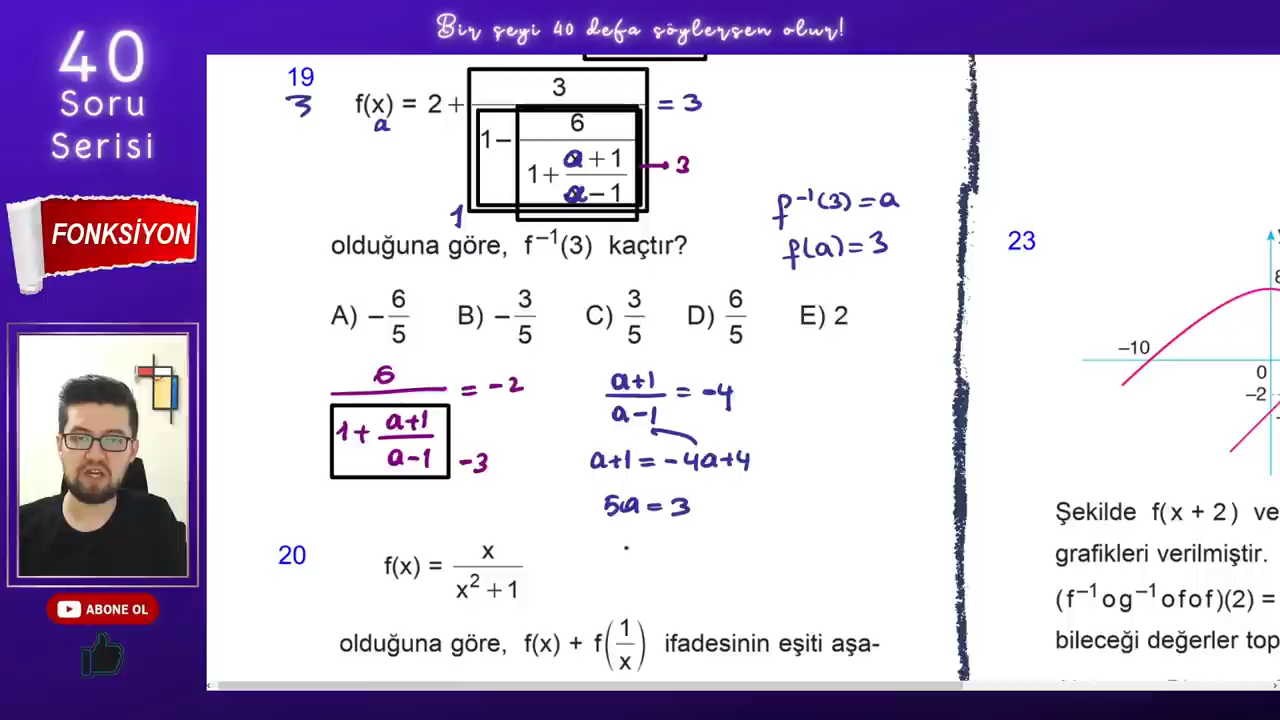 Bir şeyi 40 defa söylersen olur!
40
Soru
Serisi
FONKSİYON
ABONE OL
19
3
f(x) = 2 + 3 / (1 − 6 / (1 + (a + 1)/(a − 1))) = 3
a
→ 3
1
olduğuna göre, f⁻¹(3) kaçtır?
f⁻¹(3) = a
f(a) = 3
A) −6/5 B) −3/5 C) 3/5 D) 6/5 E) 2
6 / (1 + (a+1)/(a−1)) = −2
−3
(a+1)/(a−1) = −4
a+1 = −4a+4
5a = 3
20
f(x) = x / (x² + 1)
olduğuna göre, f(x) + f(1/x) ifadesinin eşiti aşa-
23
8
−10
0
−2
Şekilde f(x + 2) ve
grafikleri verilmiştir.
(f⁻¹ o g⁻¹ o f o f)(2) =
bileceği değerler top